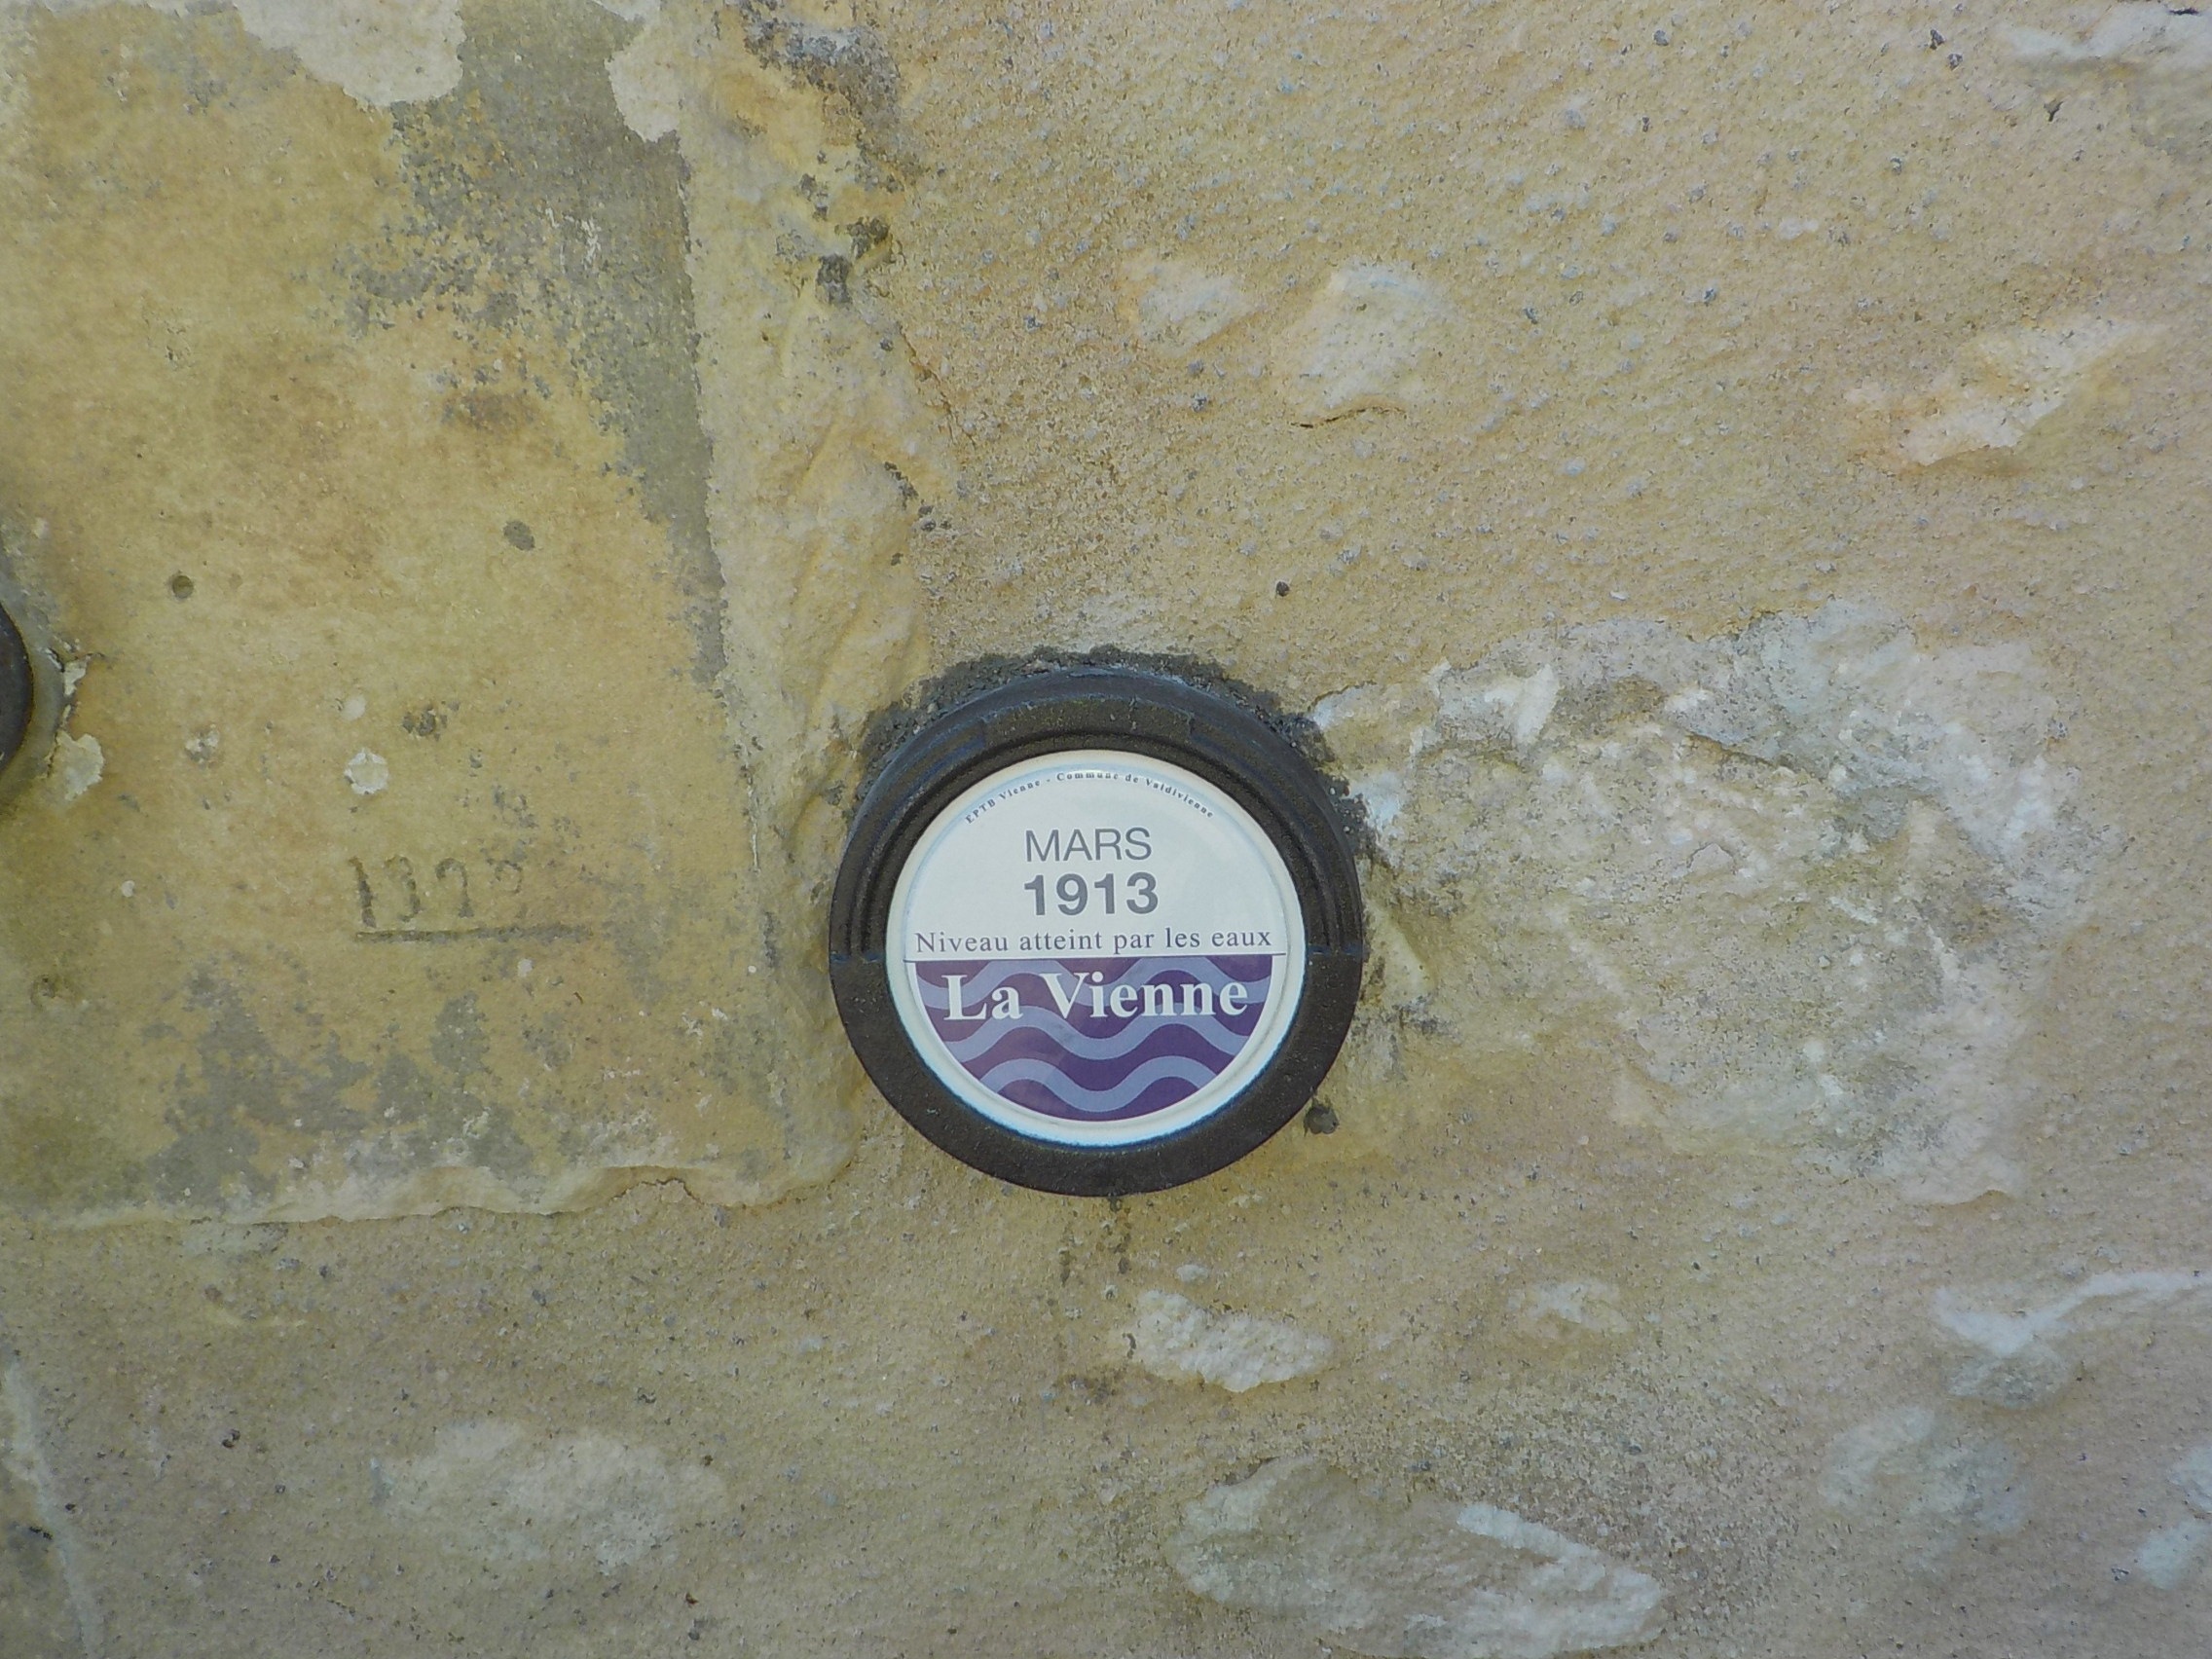 EPTB Vienne - Commune de Valdivienne
MARS
1913
Niveau atteint par les eaux
La Vienne